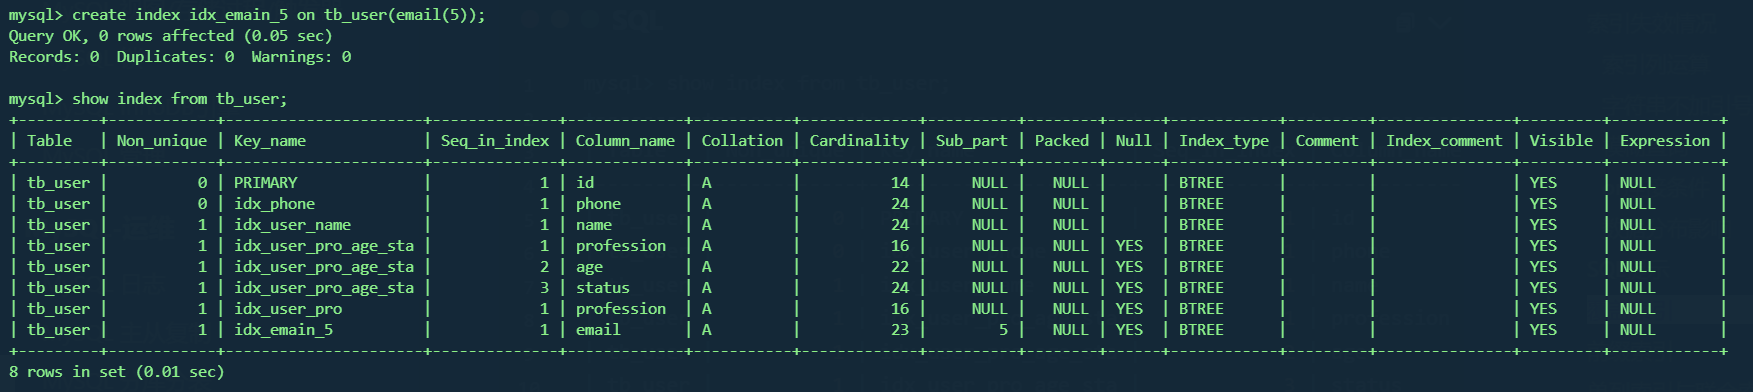 mysql> create index idx_emain_5 on tb_user(email(5));
Query OK, 0 rows affected (0.05 sec)
Records: 0  Duplicates: 0  Warnings: 0

mysql> show index from tb_user;
+---------+------------+----------------------+--------------+-------------+-----------+-------------+----------+--------+------+------------+---------+---------------+---------+------------+
| Table   | Non_unique | Key_name             | Seq_in_index | Column_name | Collation | Cardinality | Sub_part | Packed | Null | Index_type | Comment | Index_comment | Visible | Expression |
+---------+------------+----------------------+--------------+-------------+-----------+-------------+----------+--------+------+------------+---------+---------------+---------+------------+
| tb_user |          0 | PRIMARY              |            1 | id          | A         |          14 |     NULL |   NULL |      | BTREE      |         |               | YES     | NULL       |
| tb_user |          0 | idx_phone            |            1 | phone       | A         |          24 |     NULL |   NULL |      | BTREE      |         |               | YES     | NULL       |
| tb_user |          1 | idx_user_name        |            1 | name        | A         |          24 |     NULL |   NULL |      | BTREE      |         |               | YES     | NULL       |
| tb_user |          1 | idx_user_pro_age_sta |            1 | profession  | A         |          16 |     NULL |   NULL | YES  | BTREE      |         |               | YES     | NULL       |
| tb_user |          1 | idx_user_pro_age_sta |            2 | age         | A         |          22 |     NULL |   NULL | YES  | BTREE      |         |               | YES     | NULL       |
| tb_user |          1 | idx_user_pro_age_sta |            3 | status      | A         |          24 |     NULL |   NULL | YES  | BTREE      |         |               | YES     | NULL       |
| tb_user |          1 | idx_user_pro         |            1 | profession  | A         |          16 |     NULL |   NULL | YES  | BTREE      |         |               | YES     | NULL       |
| tb_user |          1 | idx_emain_5          |            1 | email       | A         |          23 |        5 |   NULL | YES  | BTREE      |         |               | YES     | NULL       |
+---------+------------+----------------------+--------------+-------------+-----------+-------------+----------+--------+------+------------+---------+---------------+---------+------------+
8 rows in set (0.01 sec)